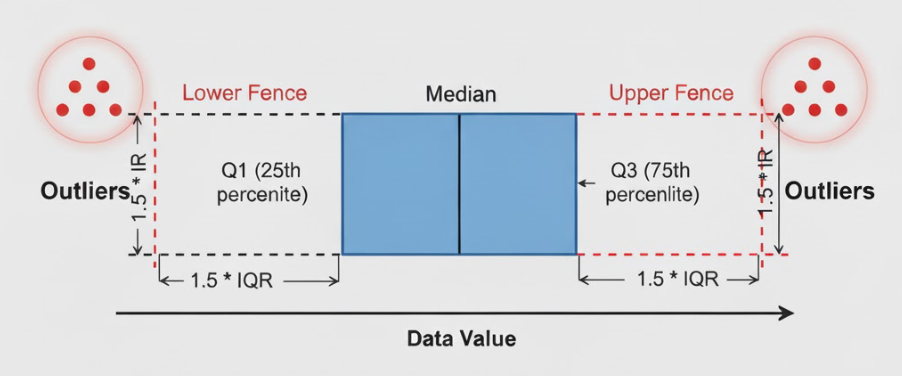 Lower Fence
Median
Upper Fence
Q1 (25th
percenite)
Q3 (75th
percenlite)
Outliers
1.5 * IR
1.5 * IR
Outliers
1.5 * IQR
1.5 * IQR
Data Value